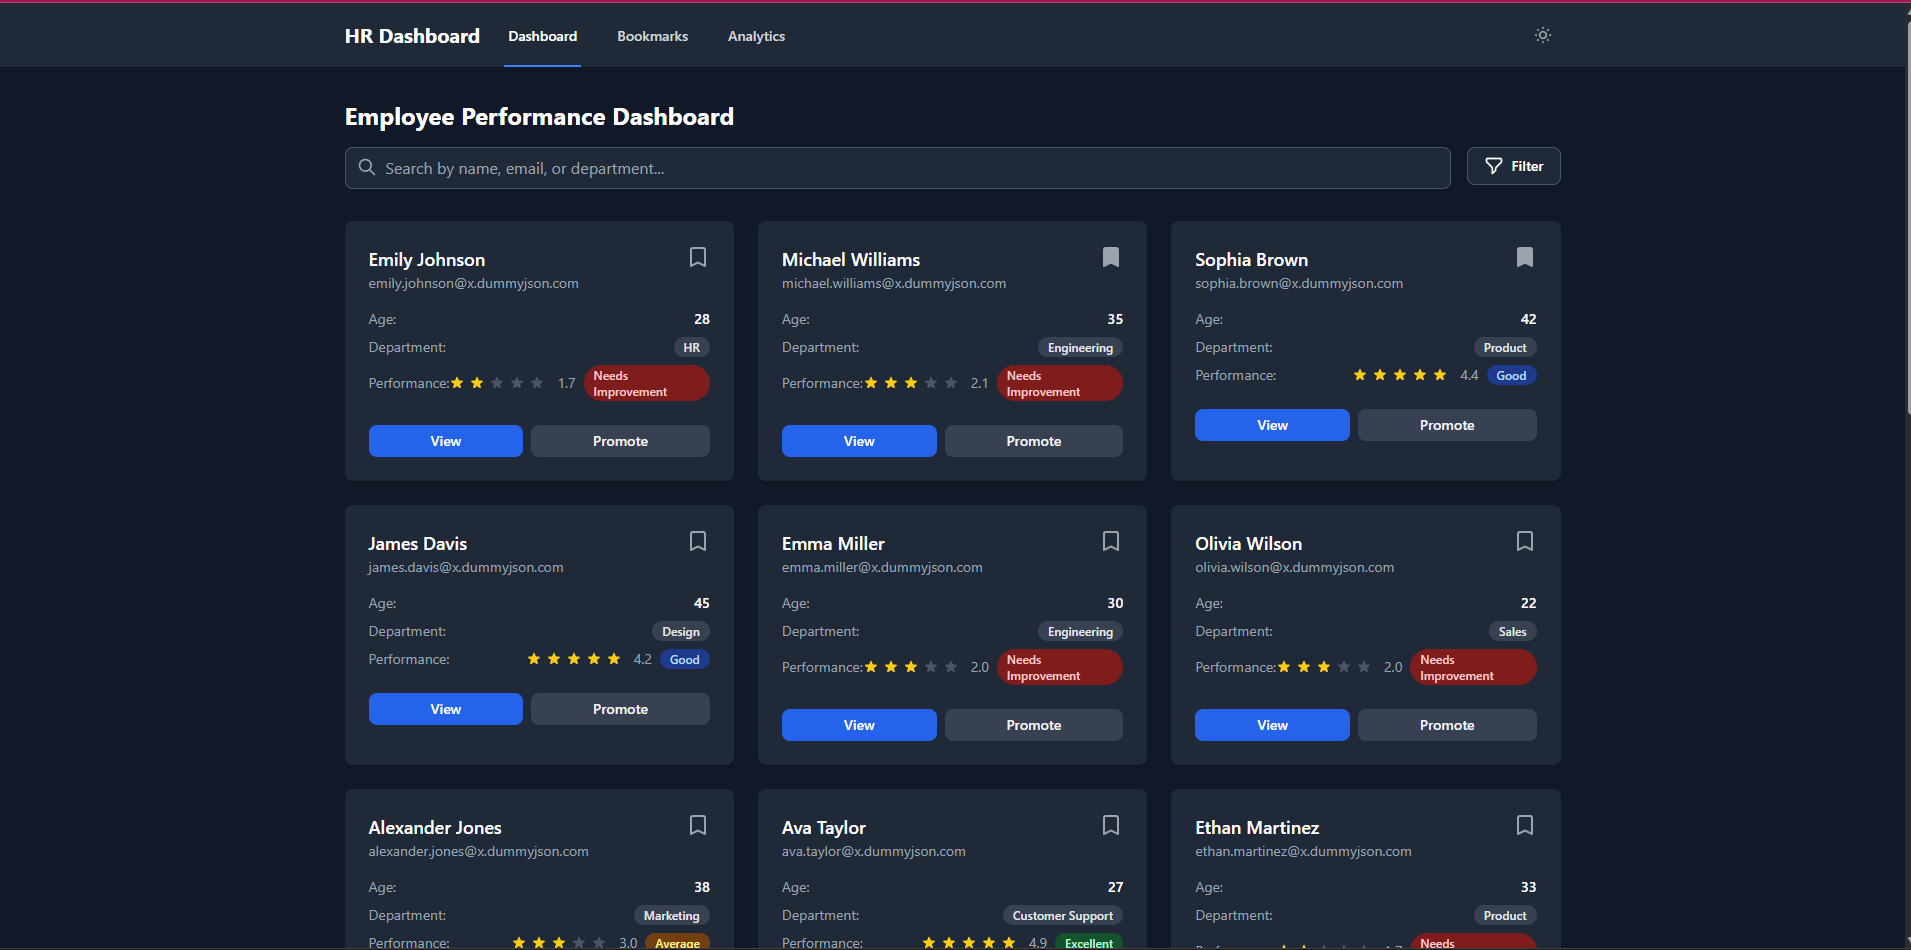 HR Dashboard Dashboard Bookmarks Analytics
Employee Performance Dashboard
Search by name, email, or department...
Filter
Emily Johnson
emily.johnson@x.dummyjson.com
Age: 28
Department: HR
Performance: 1.7 Needs
Improvement
View Promote
Michael Williams
michael.williams@x.dummyjson.com
Age: 35
Department: Engineering
Performance: 2.1 Needs
Improvement
View Promote
Sophia Brown
sophia.brown@x.dummyjson.com
Age: 42
Department: Product
Performance: 4.4 Good
View Promote
James Davis
james.davis@x.dummyjson.com
Age: 45
Department: Design
Performance: 4.2 Good
View Promote
Emma Miller
emma.miller@x.dummyjson.com
Age: 30
Department: Engineering
Performance: 2.0 Needs
Improvement
View Promote
Olivia Wilson
olivia.wilson@x.dummyjson.com
Age: 22
Department: Sales
Performance: 2.0 Needs
Improvement
View Promote
Alexander Jones
alexander.jones@x.dummyjson.com
Age: 38
Department: Marketing
Performance: 3.0 Average
Ava Taylor
ava.taylor@x.dummyjson.com
Age: 27
Department: Customer Support
Performance: 4.9 Excellent
Ethan Martinez
ethan.martinez@x.dummyjson.com
Age: 33
Department: Product
Needs